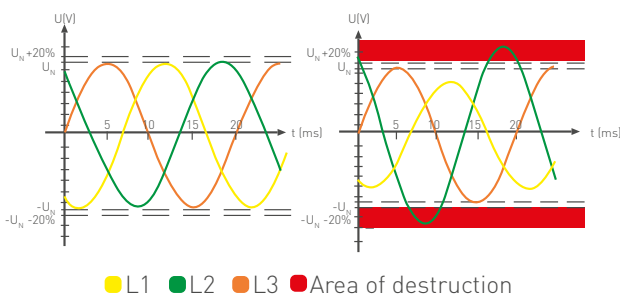 U[V]
U_N +20%
U_N
5
10
15
20
t [ms]
-U_N
-U_N -20%
U[V]
U_N +20%
U_N
5
10
15
20
t [ms]
-U_N
-U_N -20%
L1 L2 L3 Area of destruction